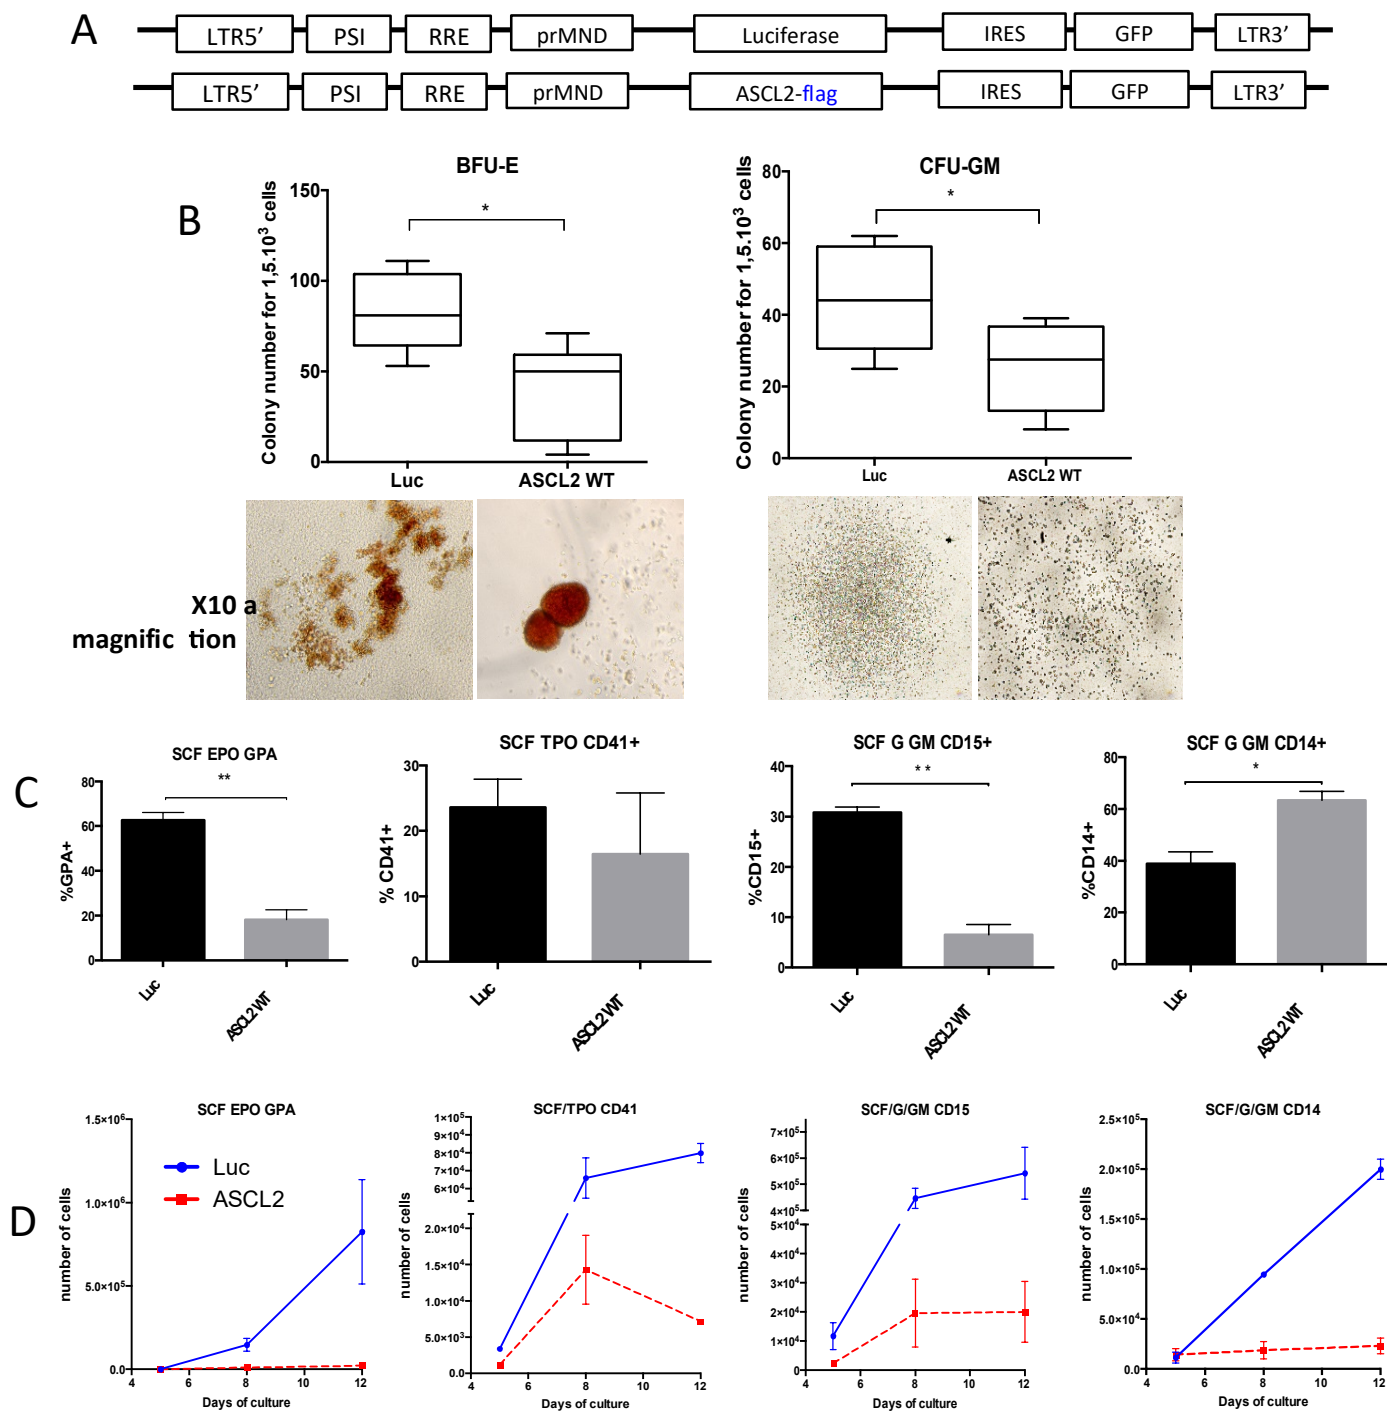 A
LTR5’ PSI RRE prMND Luciferase IRES GFP LTR3’
LTR5’ PSI RRE prMND ASCL2-flag IRES GFP LTR3’
B
BFU-E
Colony number for 1,5.10³ cells
150
100
50
0
*
Luc ASCL2 WT
CFU-GM
Colony number for 1,5.10³ cells
80
60
40
20
0
*
Luc ASCL2 WT
X10 a
magnific tion
C
SCF EPO GPA
**
%GPA+
80
60
40
20
0
Luc ASCL2 WT
SCF TPO CD41+
% CD41+
30
20
10
0
Luc ASCL2 WT
SCF G GM CD15+
**
%CD15+
40
30
20
10
0
Luc ASCL2 WT
SCF G GM CD14+
*
%CD14+
80
60
40
20
0
Luc ASCL2 WT
D
SCF EPO GPA
number of cells
1.5×10⁶
1.0×10⁶
5.0×10⁵
0.0
Luc
ASCL2
4 6 8 10 12
Days of culture
SCF/TPO CD41
number of cells
1×10⁵
9×10⁴
8×10⁴
7×10⁴
6×10⁴
2.0×10⁴
1.5×10⁴
1.0×10⁴
5.0×10³
0.0
4 6 8 10 12
Days of culture
SCF/G/GM CD15
number of cells
7×10⁵
6×10⁵
5×10⁵
4×10⁵
5×10⁴
4×10⁴
3×10⁴
2×10⁴
1×10⁴
0
4 6 8 10 12
Days of culture
SCF/G/GM CD14
number of cells
2.5×10⁵
2.0×10⁵
1.5×10⁵
1.0×10⁵
5.0×10⁴
0.0
4 6 8 10 12
Days of culture